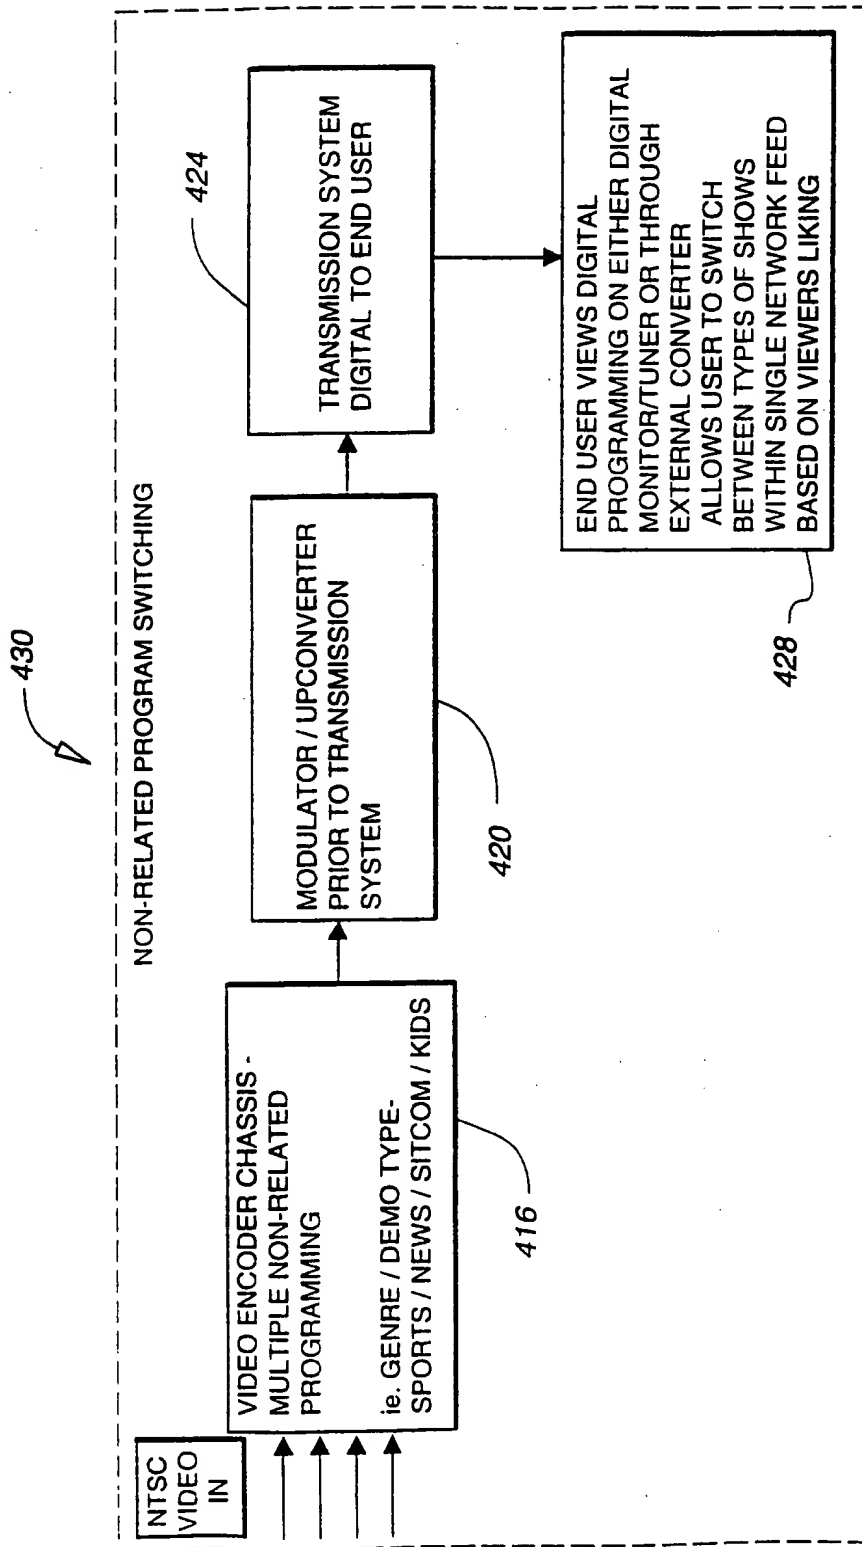 430
NON-RELATED PROGRAM SWITCHING
NTSC
VIDEO
IN
VIDEO ENCODER CHASSIS -
MULTIPLE NON-RELATED
PROGRAMMING
ie. GENRE / DEMO TYPE-
SPORTS / NEWS / SITCOM / KIDS
416
MODULATOR / UPCONVERTER
PRIOR TO TRANSMISSION
SYSTEM
420
424
TRANSMISSION SYSTEM
DIGITAL TO END USER
END USER VIEWS DIGITAL
PROGRAMMING ON EITHER DIGITAL
MONITOR/TUNER OR THROUGH
EXTERNAL CONVERTER
ALLOWS USER TO SWITCH
BETWEEN TYPES OF SHOWS
WITHIN SINGLE NETWORK FEED
BASED ON VIEWERS LIKING
428